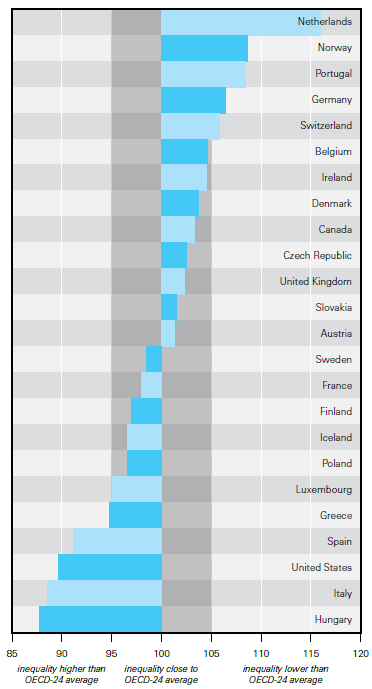 Netherlands
Norway
Portugal
Germany
Switzerland
Belgium
Ireland
Denmark
Canada
Czech Republic
United Kingdom
Slovakia
Austria
Sweden
France
Finland
Iceland
Poland
Luxembourg
Greece
Spain
United States
Italy
Hungary
85 90 95 100 105 110 115 120
inequality higher than inequality close to inequality lower than
OECD-24 average OECD-24 average OECD-24 average